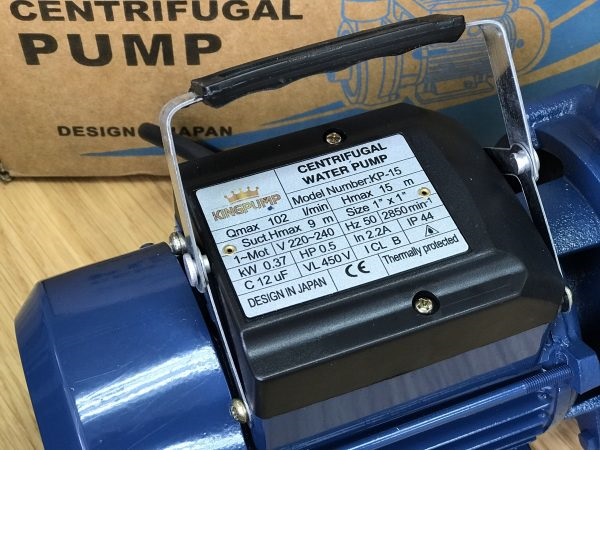 CENTRIFUGAL
PUMP
DESIGN JAPAN
CENTRIFUGAL
WATER PUMP
KINGPUMP
Model Number KP-15
Qmax 102 l/min Hmax 15 m
Suct.Hmax 9 m Size 1" x 1"
1~Mot. V 220~240 Hz 50 2850 min-1
kW 0.37 HP 0.5 In 2.2A IP 44
C 12 uF VL 450 V I CL B
DESIGN IN JAPAN CE Thermally protected